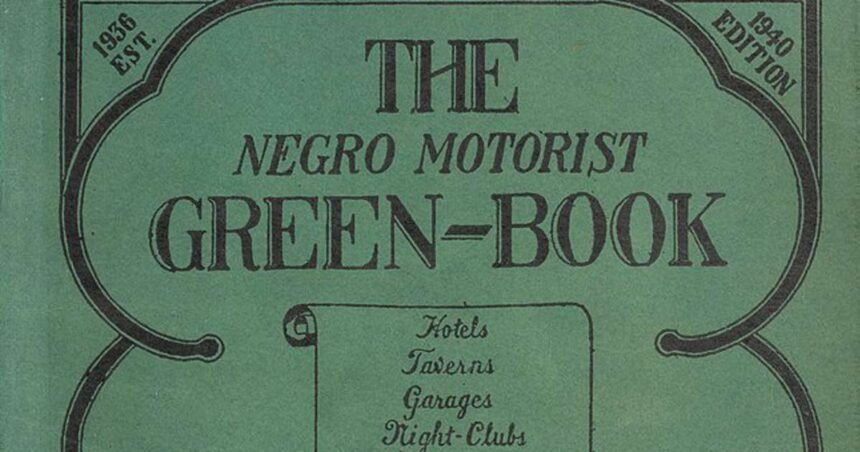 1936
EST.
1940
EDITION
THE
NEGRO MOTORIST
GREEN-BOOK
Hotels
Taverns
Garages
Night-Clubs